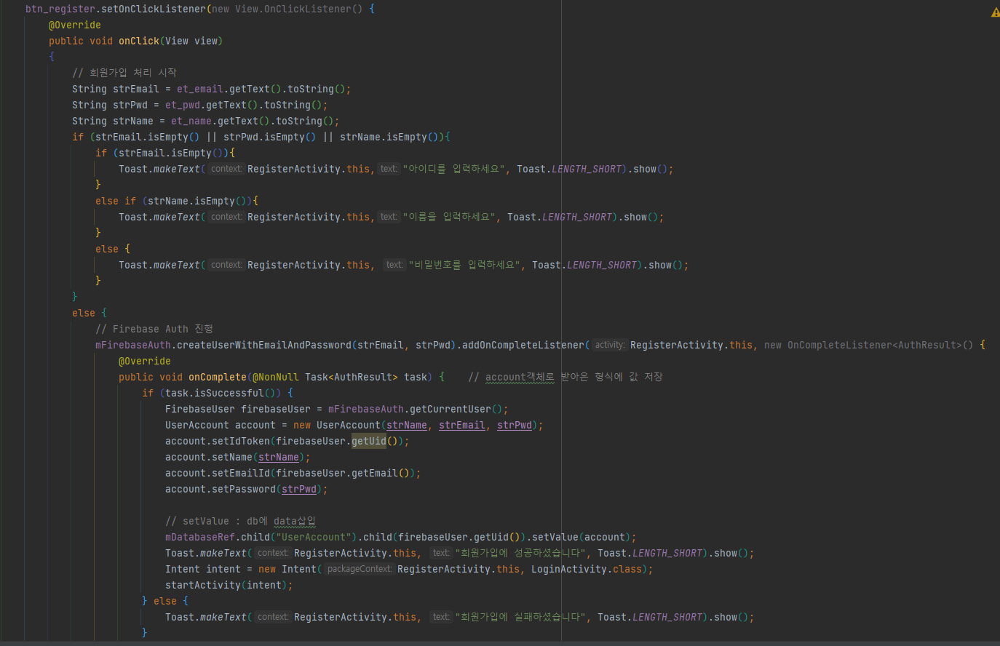 btn_register.setOnClickListener(new View.OnClickListener() {
@Override
public void onClick(View view)
{
// 회원가입 처리 시작
String strEmail = et_email.getText().toString();
String strPwd = et_pwd.getText().toString();
String strName = et_name.getText().toString();
if (strEmail.isEmpty() || strPwd.isEmpty() || strName.isEmpty()){
if (strEmail.isEmpty()){
Toast.makeText( context: RegisterActivity.this, text: "아이디를 입력하세요", Toast.LENGTH_SHORT).show();
}
else if (strName.isEmpty()){
Toast.makeText( context: RegisterActivity.this, text: "이름을 입력하세요", Toast.LENGTH_SHORT).show();
}
else {
Toast.makeText( context: RegisterActivity.this, text: "비밀번호를 입력하세요", Toast.LENGTH_SHORT).show();
}
}
else {
// Firebase Auth 진행
mFirebaseAuth.createUserWithEmailAndPassword(strEmail, strPwd).addOnCompleteListener( activity: RegisterActivity.this, new OnCompleteListener<AuthResult>() {
@Override
public void onComplete(@NonNull Task<AuthResult> task) { // account객체로 받아온 형식에 값 저장
if (task.isSuccessful()) {
FirebaseUser firebaseUser = mFirebaseAuth.getCurrentUser();
UserAccount account = new UserAccount(strName, strEmail, strPwd);
account.setIdToken(firebaseUser.getUid());
account.setName(strName);
account.setEmailId(firebaseUser.getEmail());
account.setPassword(strPwd);
// setValue : db에 data삽입
mDatabaseRef.child("UserAccount").child(firebaseUser.getUid()).setValue(account);
Toast.makeText( context: RegisterActivity.this, text: "회원가입에 성공하셨습니다", Toast.LENGTH_SHORT).show();
Intent intent = new Intent( packageContext: RegisterActivity.this, LoginActivity.class);
startActivity(intent);
} else {
Toast.makeText( context: RegisterActivity.this, text: "회원가입에 실패하셨습니다", Toast.LENGTH_SHORT).show();
}